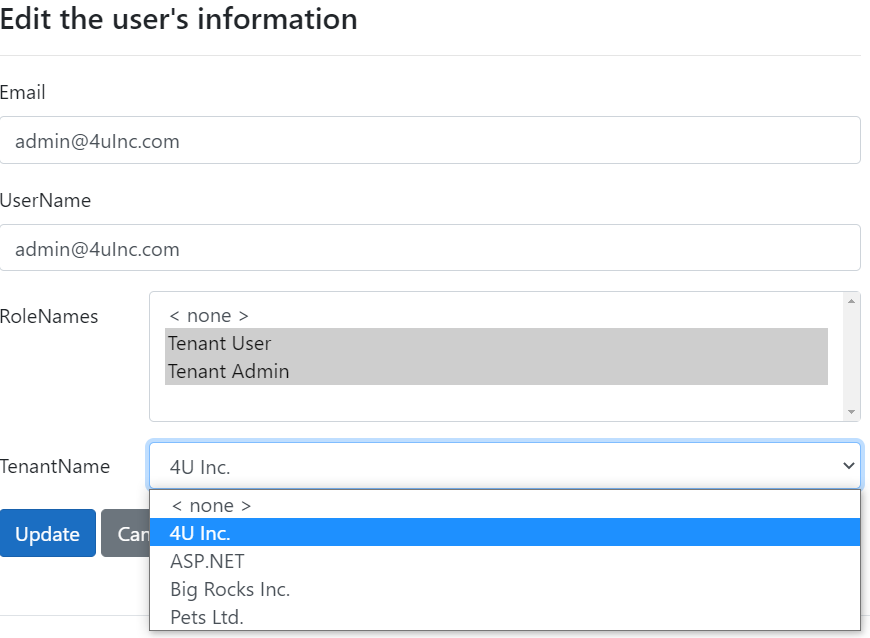 Edit the user's information
Email
admin@4uInc.com
UserName
admin@4uInc.com
RoleNames
< none >
Tenant User
Tenant Admin
TenantName
4U Inc.
< none >
4U Inc.
ASP.NET
Big Rocks Inc.
Pets Ltd.
Update
Can